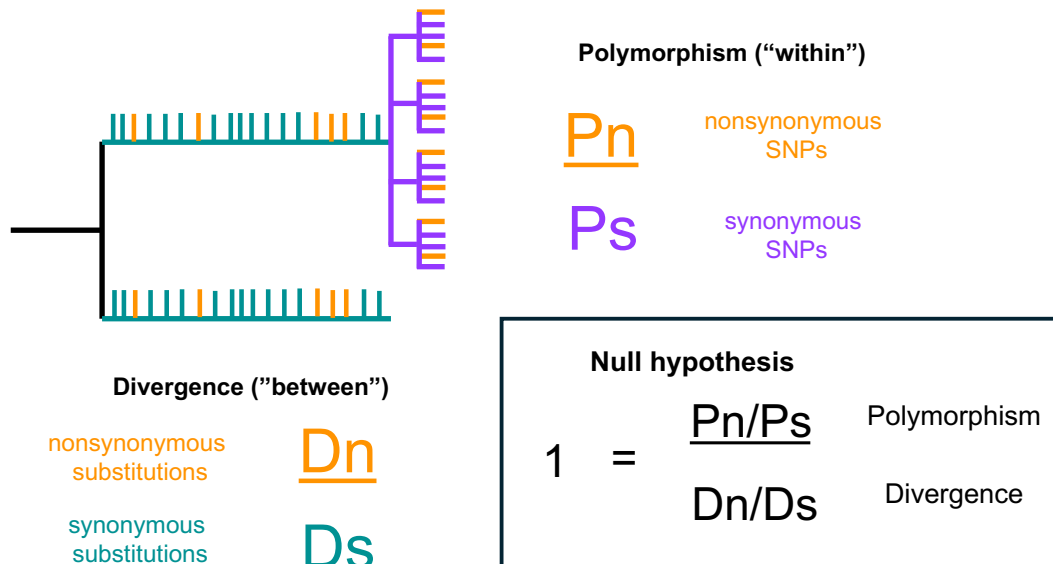 Polymorphism (“within”)
Pn
nonsynonymous
SNPs
Ps
synonymous
SNPs
Divergence (”between”)
nonsynonymous
substitutions
Dn
synonymous
substitutions
Ds
Null hypothesis
1 =
Pn/Ps
Polymorphism
Dn/Ds
Divergence